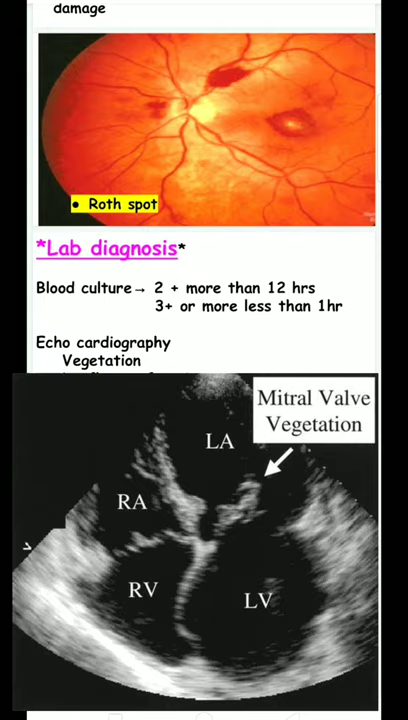 damage
• Roth spot
*Lab diagnosis*
Blood culture→ 2 + more than 12 hrs
3+ or more less than 1hr
Echo cardiography
Vegetation
Mitral Valve
Vegetation
LA
RA
RV
LV